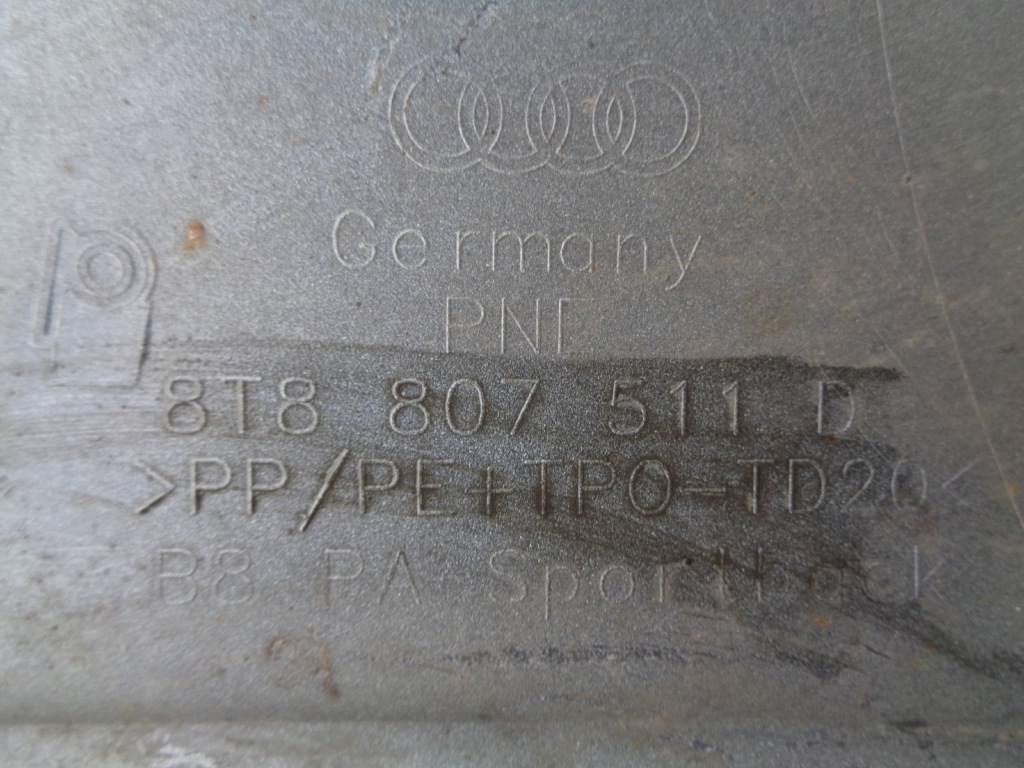 Germany
PNE
8T8 807 511 D
>PP/PE+TPO-TD20<
B8 PA Sportback